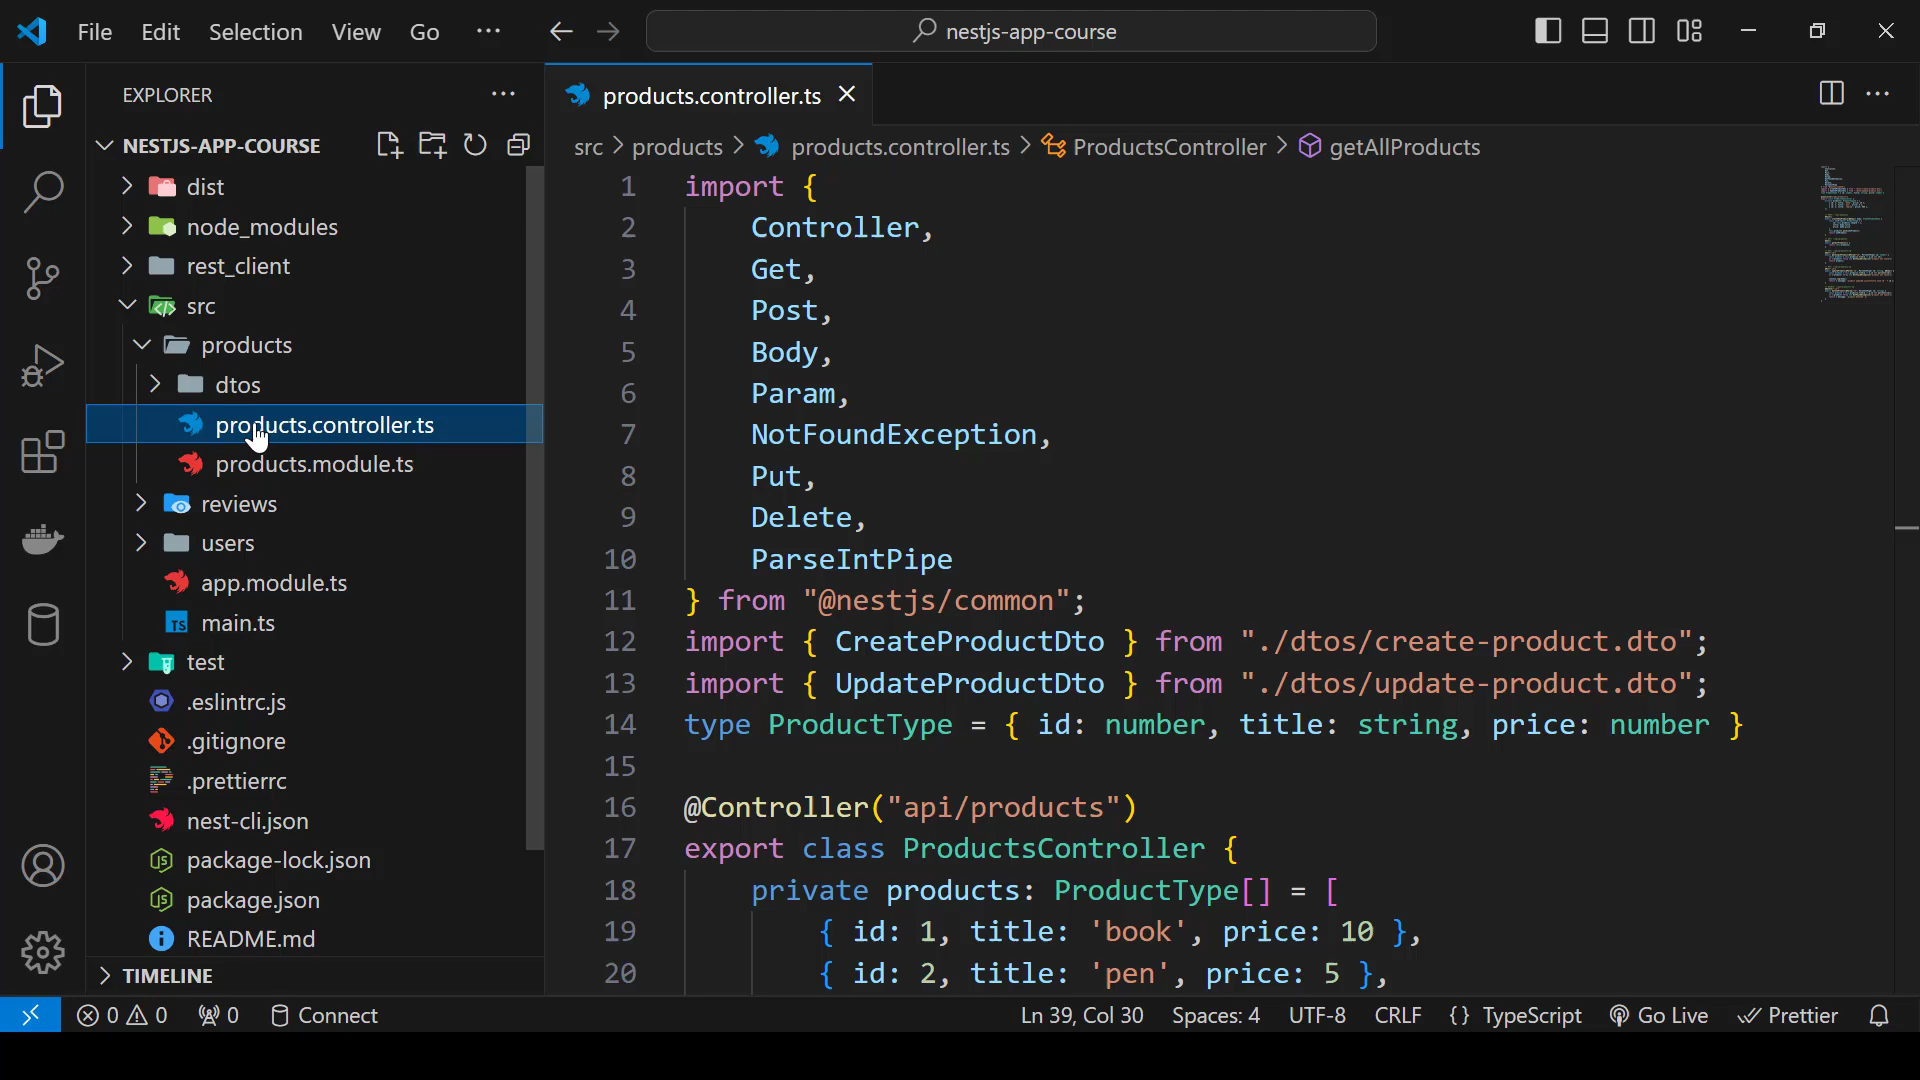 File Edit Selection View Go ··· nestjs-app-course
EXPLORER ···
NESTJS-APP-COURSE
dist
node_modules
rest_client
src
products
dtos
products.controller.ts
products.module.ts
reviews
users
app.module.ts
TS main.ts
test
.eslintrc.js
.gitignore
.prettierrc
nest-cli.json
package-lock.json
package.json
README.md
TIMELINE
products.controller.ts
src > products > products.controller.ts > ProductsController > getAllProducts
1 import {
2 Controller,
3 Get,
4 Post,
5 Body,
6 Param,
7 NotFoundException,
8 Put,
9 Delete,
10 ParseIntPipe
11 } from "@nestjs/common";
12 import { CreateProductDto } from "./dtos/create-product.dto";
13 import { UpdateProductDto } from "./dtos/update-product.dto";
14 type ProductType = { id: number, title: string, price: number }
15
16 @Controller("api/products")
17 export class ProductsController {
18 private products: ProductType[] = [
19 { id: 1, title: 'book', price: 10 },
20 { id: 2, title: 'pen', price: 5 },
0 0 0 Connect Ln 39, Col 30 Spaces: 4 UTF-8 CRLF {} TypeScript Go Live Prettier